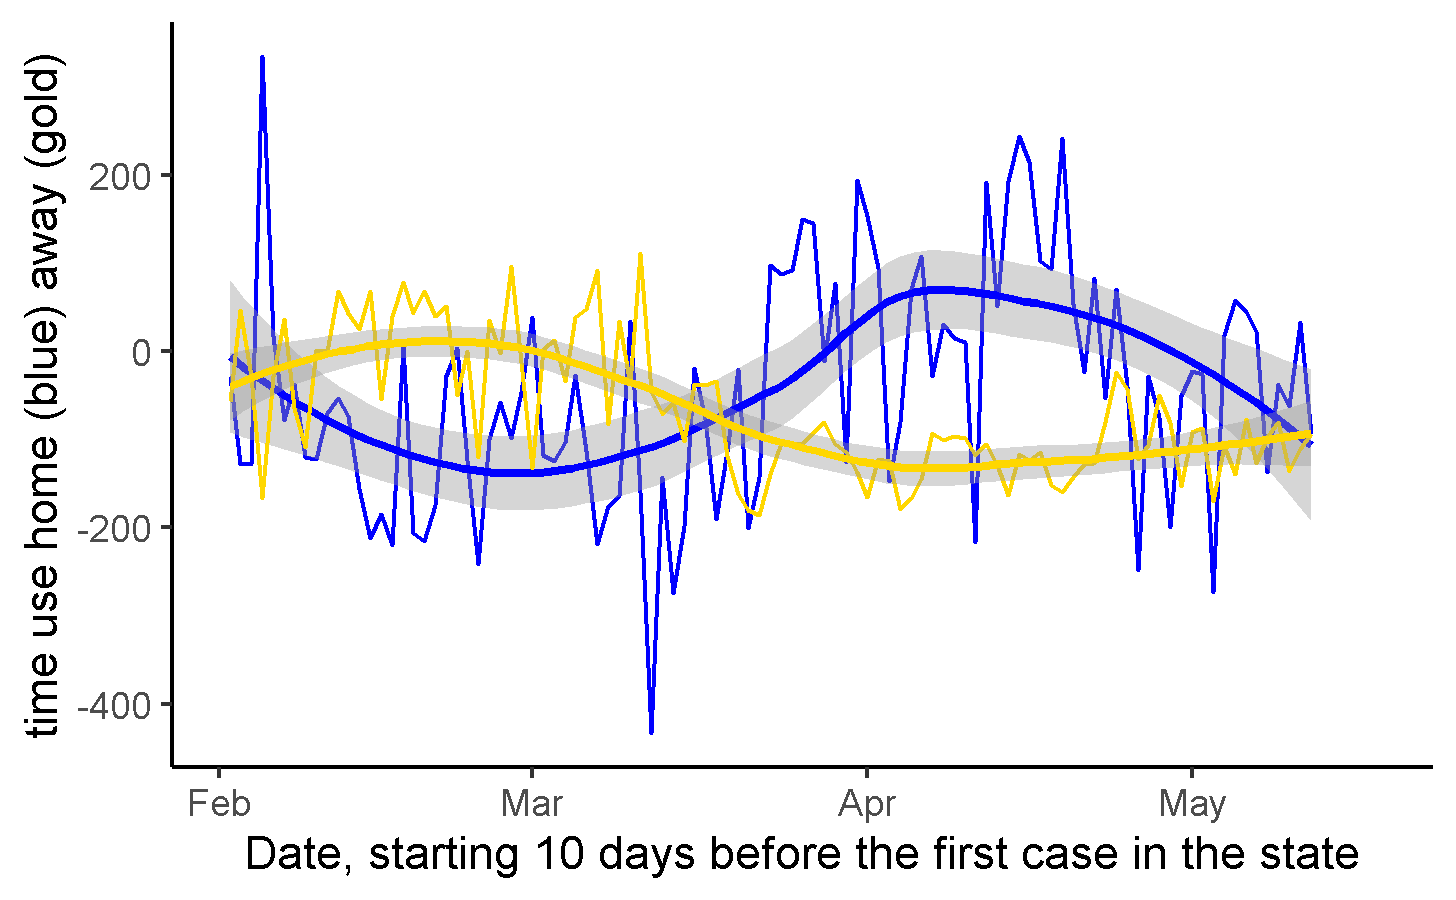 time use home (blue) away (gold)
200
0
-200
-400
Feb
Mar
Apr
May
Date, starting 10 days before the first case in the state